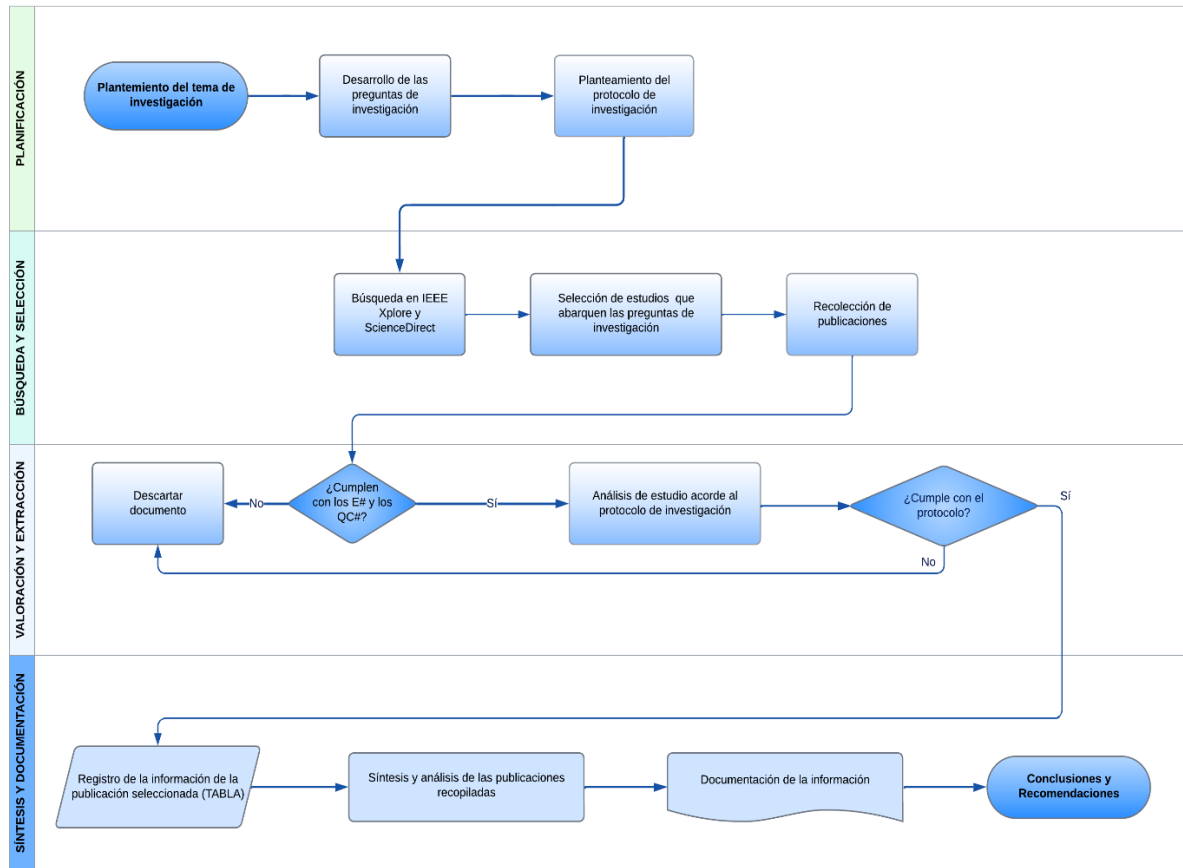 PLANIFICACIÓN
Plantemiento del tema de
investigación
Desarrollo de las
preguntas de
investigación
Planteamiento del
protocolo de
investigación
BÚSQUEDA Y SELECCIÓN
Búsqueda en IEEE
Xplore y
ScienceDirect
Selección de estudios que
abarquen las preguntas de
investigación
Recolección de
publicaciones
VALORACIÓN Y EXTRACCIÓN
Descartar
documento
No
¿Cumplen
con los E# y los
QC#?
Sí
Análisis de estudio acorde al
protocolo de investigación
¿Cumple con el
protocolo?
Sí
No
SÍNTESIS Y DOCUMENTACIÓN
Registro de la información de la
publicación seleccionada (TABLA)
Síntesis y análisis de las publicaciones
recopiladas
Documentación de la información
Conclusiones y
Recomendaciones